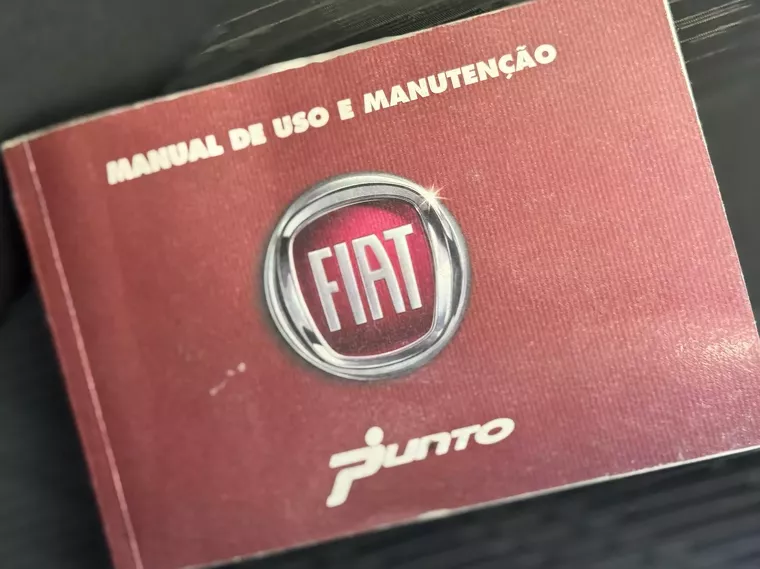 MANUAL DE USO E MANUTENÇÃO
FIAT
Punto